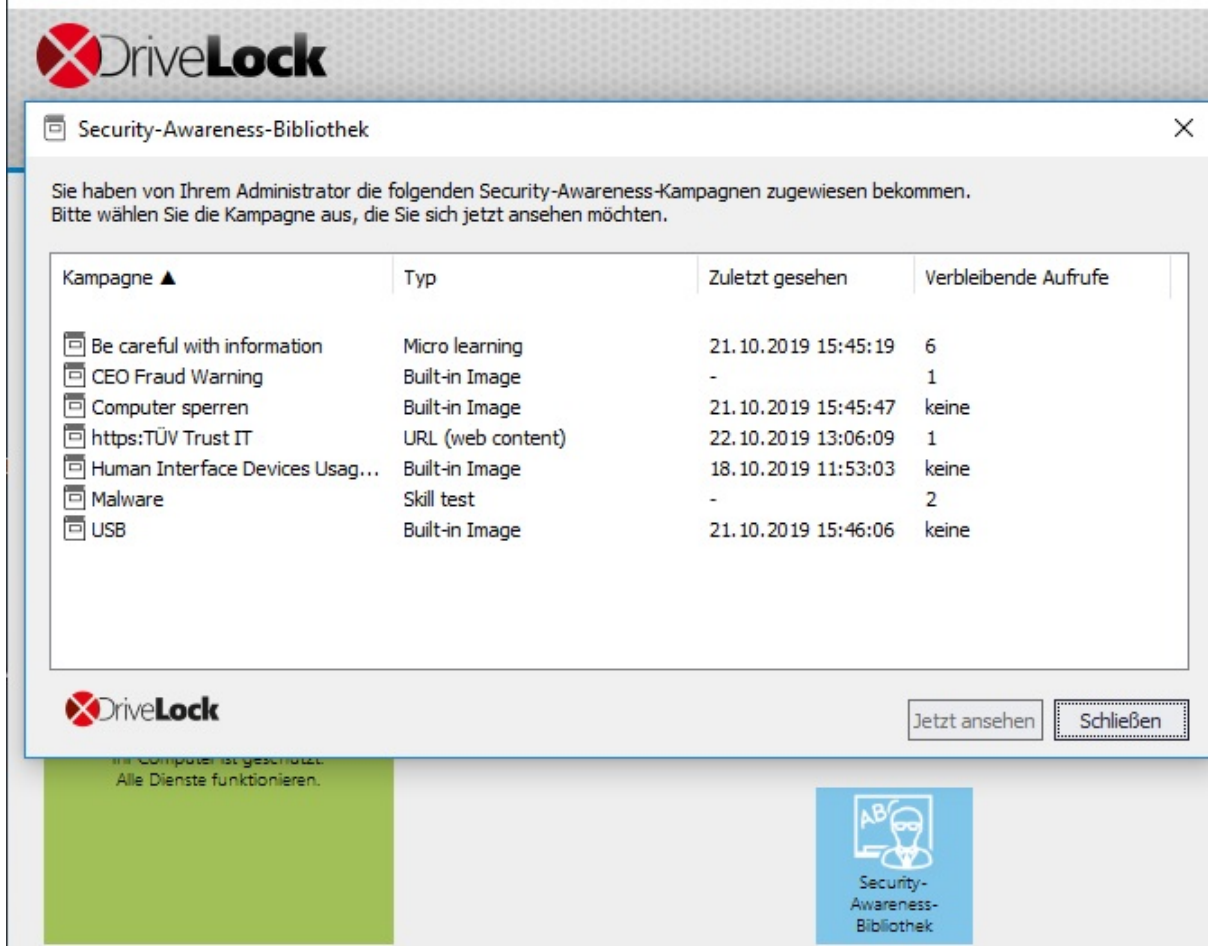 DriveLock
Security-Awareness-Bibliothek
Sie haben von Ihrem Administrator die folgenden Security-Awareness-Kampagnen zugewiesen bekommen.
Bitte wählen Sie die Kampagne aus, die Sie sich jetzt ansehen möchten.
Kampagne ▲ Typ Zuletzt gesehen Verbleibende Aufrufe
Be careful with information Micro learning 21.10.2019 15:45:19 6
CEO Fraud Warning Built-in Image - 1
Computer sperren Built-in Image 21.10.2019 15:45:47 keine
https:TÜV Trust IT URL (web content) 22.10.2019 13:06:09 1
Human Interface Devices Usag... Built-in Image 18.10.2019 11:53:03 keine
Malware Skill test - 2
USB Built-in Image 21.10.2019 15:46:06 keine
DriveLock
Jetzt ansehen Schließen
Ihr Computer ist geschützt.
Alle Dienste funktionieren.
ABC
Security-
Awareness-
Bibliothek